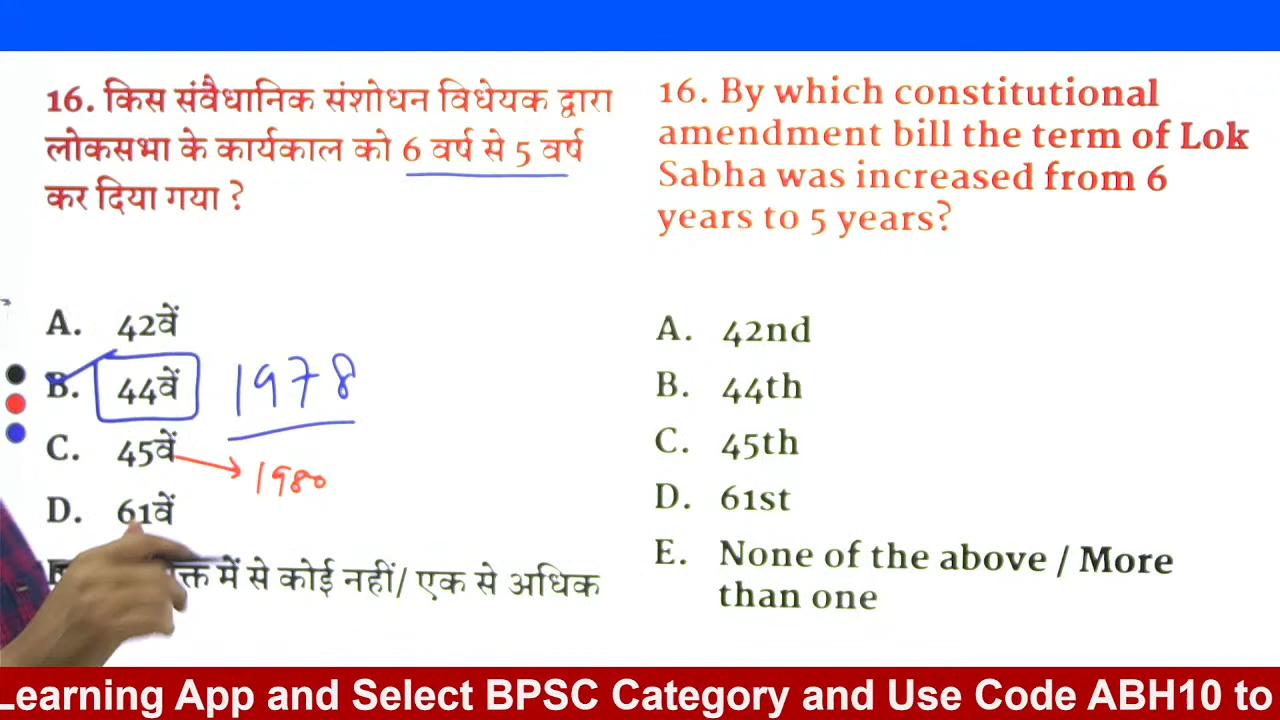 16. किस संवैधानिक संशोधन विधेयक द्वारा
लोकसभा के कार्यकाल को 6 वर्ष से 5 वर्ष
कर दिया गया ?
A. 42वें
B. 44वें 1978
C. 45वें 1980
D. 61वें
में से कोई नहीं/ एक से अधिक
16. By which constitutional
amendment bill the term of Lok
Sabha was increased from 6
years to 5 years?
A. 42nd
B. 44th
C. 45th
D. 61st
E. None of the above / More
than one
Learning App and Select BPSC Category and Use Code ABH10 to